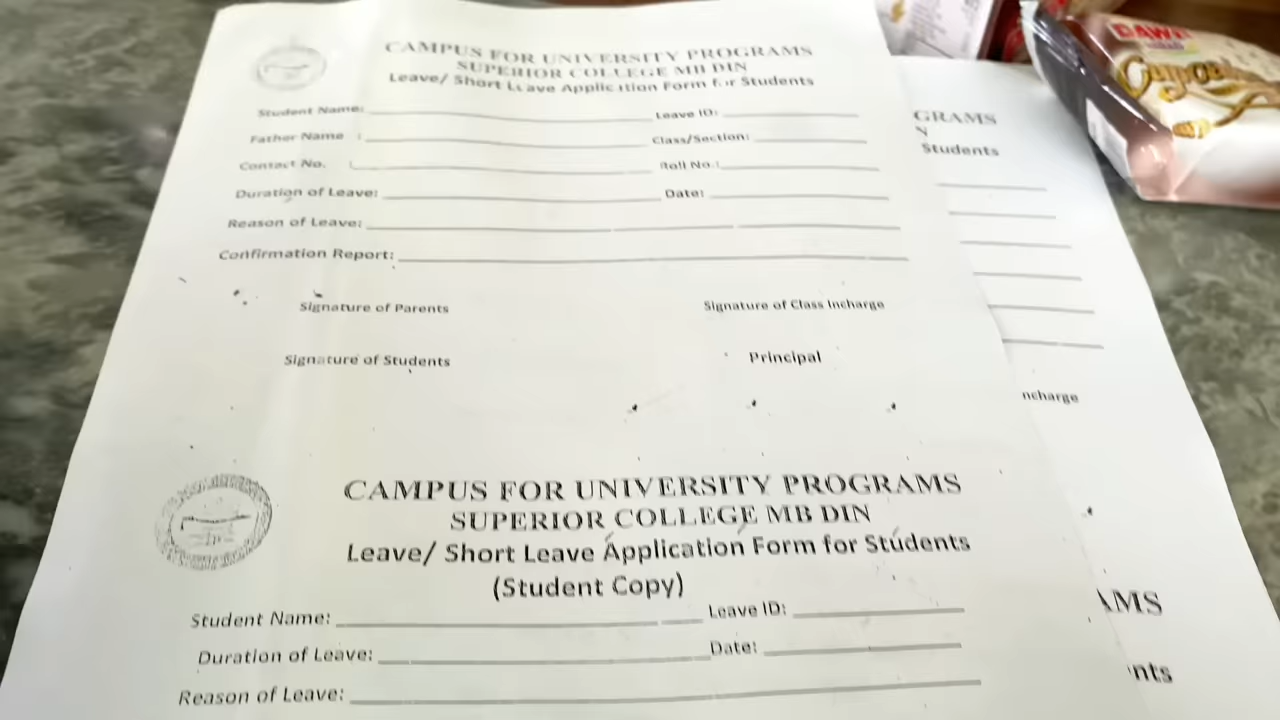 CAMPUS FOR UNIVERSITY PROGRAMS
SUPERIOR COLLEGE MB DIN
Leave/ Short Leave Application Form for Students
Student Name: Leave ID:
Father Name : Class/Section:
Contact No. : Roll No.:
Duration of Leave: Date:
Reason of Leave:
Confirmation Report:
Signature of Parents Signature of Class Incharge
Signature of Students Principal
CAMPUS FOR UNIVERSITY PROGRAMS
SUPERIOR COLLEGE MB DIN
Leave/ Short Leave Application Form for Students
(Student Copy)
Student Name: Leave ID:
Duration of Leave: Date:
Reason of Leave:
GRAMS
Students
ncharge
AMS
nts